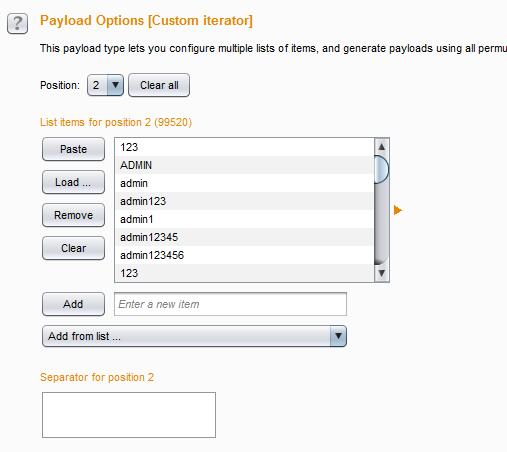 ?
Payload Options [Custom iterator]
This payload type lets you configure multiple lists of items, and generate payloads using all permu
Position: 2 Clear all
List items for position 2 (99520)
Paste
Load ...
Remove
Clear
123
ADMIN
admin
admin123
admin1
admin12345
admin123456
123
Add
Enter a new item
Add from list ...
Separator for position 2